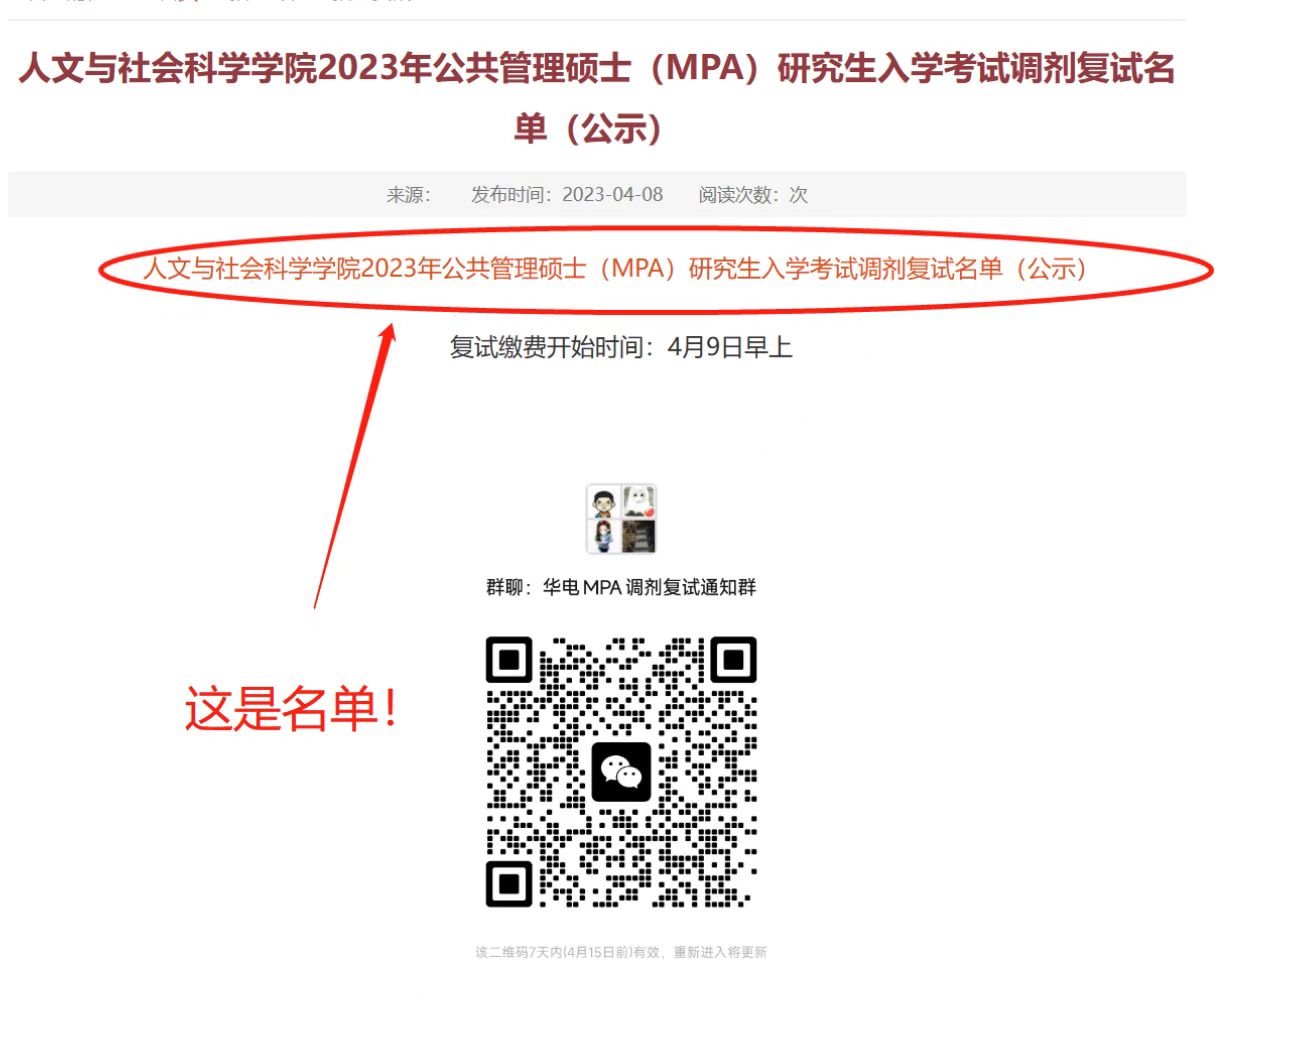 人文与社会科学学院2023年公共管理硕士（MPA）研究生入学考试调剂复试名
单（公示）
来源： 发布时间：2023-04-08 阅读次数：次
人文与社会科学学院2023年公共管理硕士（MPA）研究生入学考试调剂复试名单（公示）
复试缴费开始时间：4月9日早上
群聊：华电MPA调剂复试通知群
这是名单！
该二维码7天内(4月15日前)有效，重新进入将更新